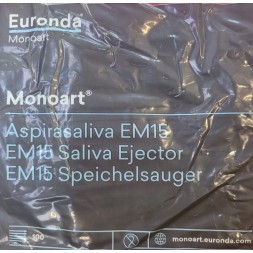 Euronda
Monoart
Monoart®
Aspirasaliva EM15
EM15 Saliva Ejector
EM15 Speichelsauger
100
monoart.euronda.com